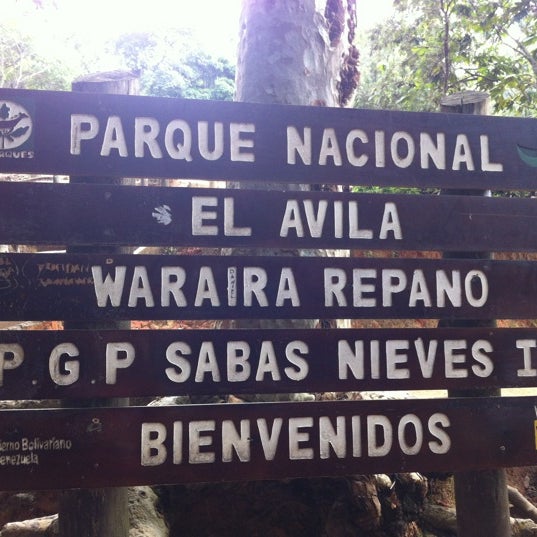 PARQUE NACIONAL
EL AVILA
WARAIRA REPANO
P.G.P SABAS NIEVES I
BIENVENIDOS